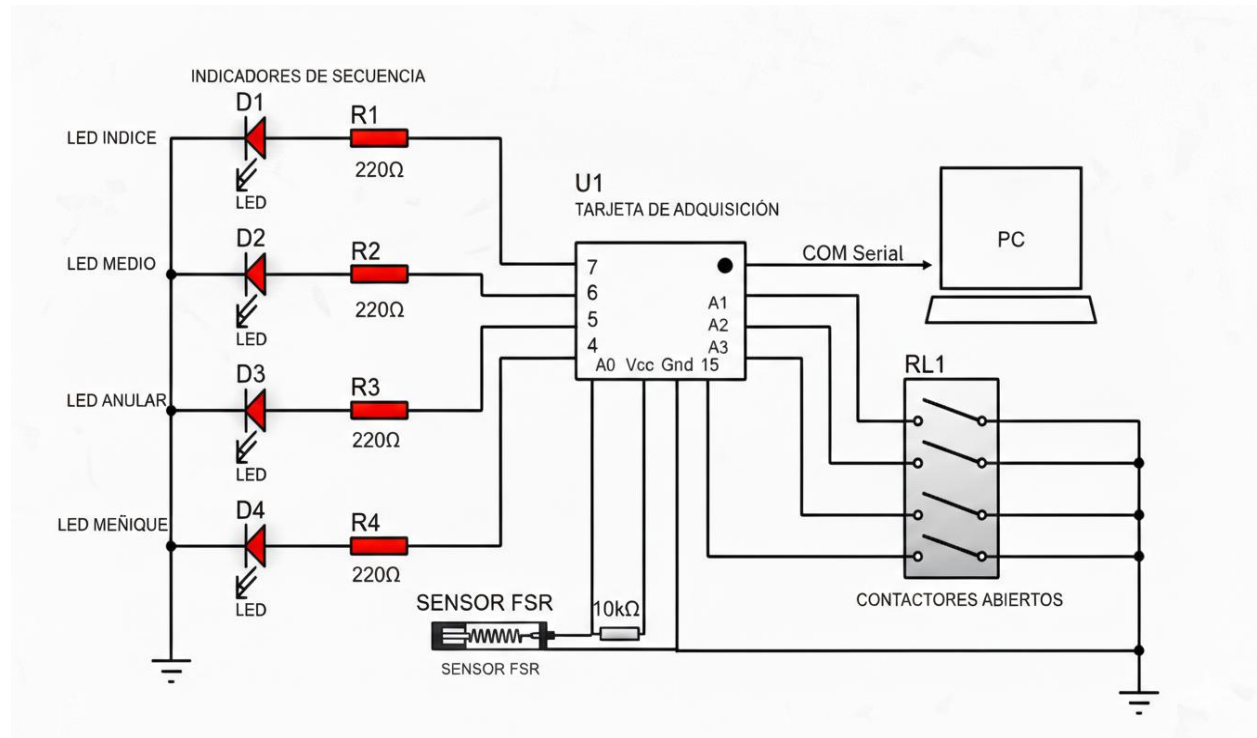 INDICADORES DE SECUENCIA
D1
R1
LED INDICE
220Ω
LED
D2
R2
LED MEDIO
220Ω
LED
D3
R3
LED ANULAR
220Ω
LED
D4
R4
LED MEÑIQUE
220Ω
LED
U1
TARJETA DE ADQUISICIÓN
7
6
5
4
A1
A2
A3
A0 Vcc Gnd 15
COM Serial
PC
RL1
CONTACTORES ABIERTOS
SENSOR FSR
10kΩ
SENSOR FSR